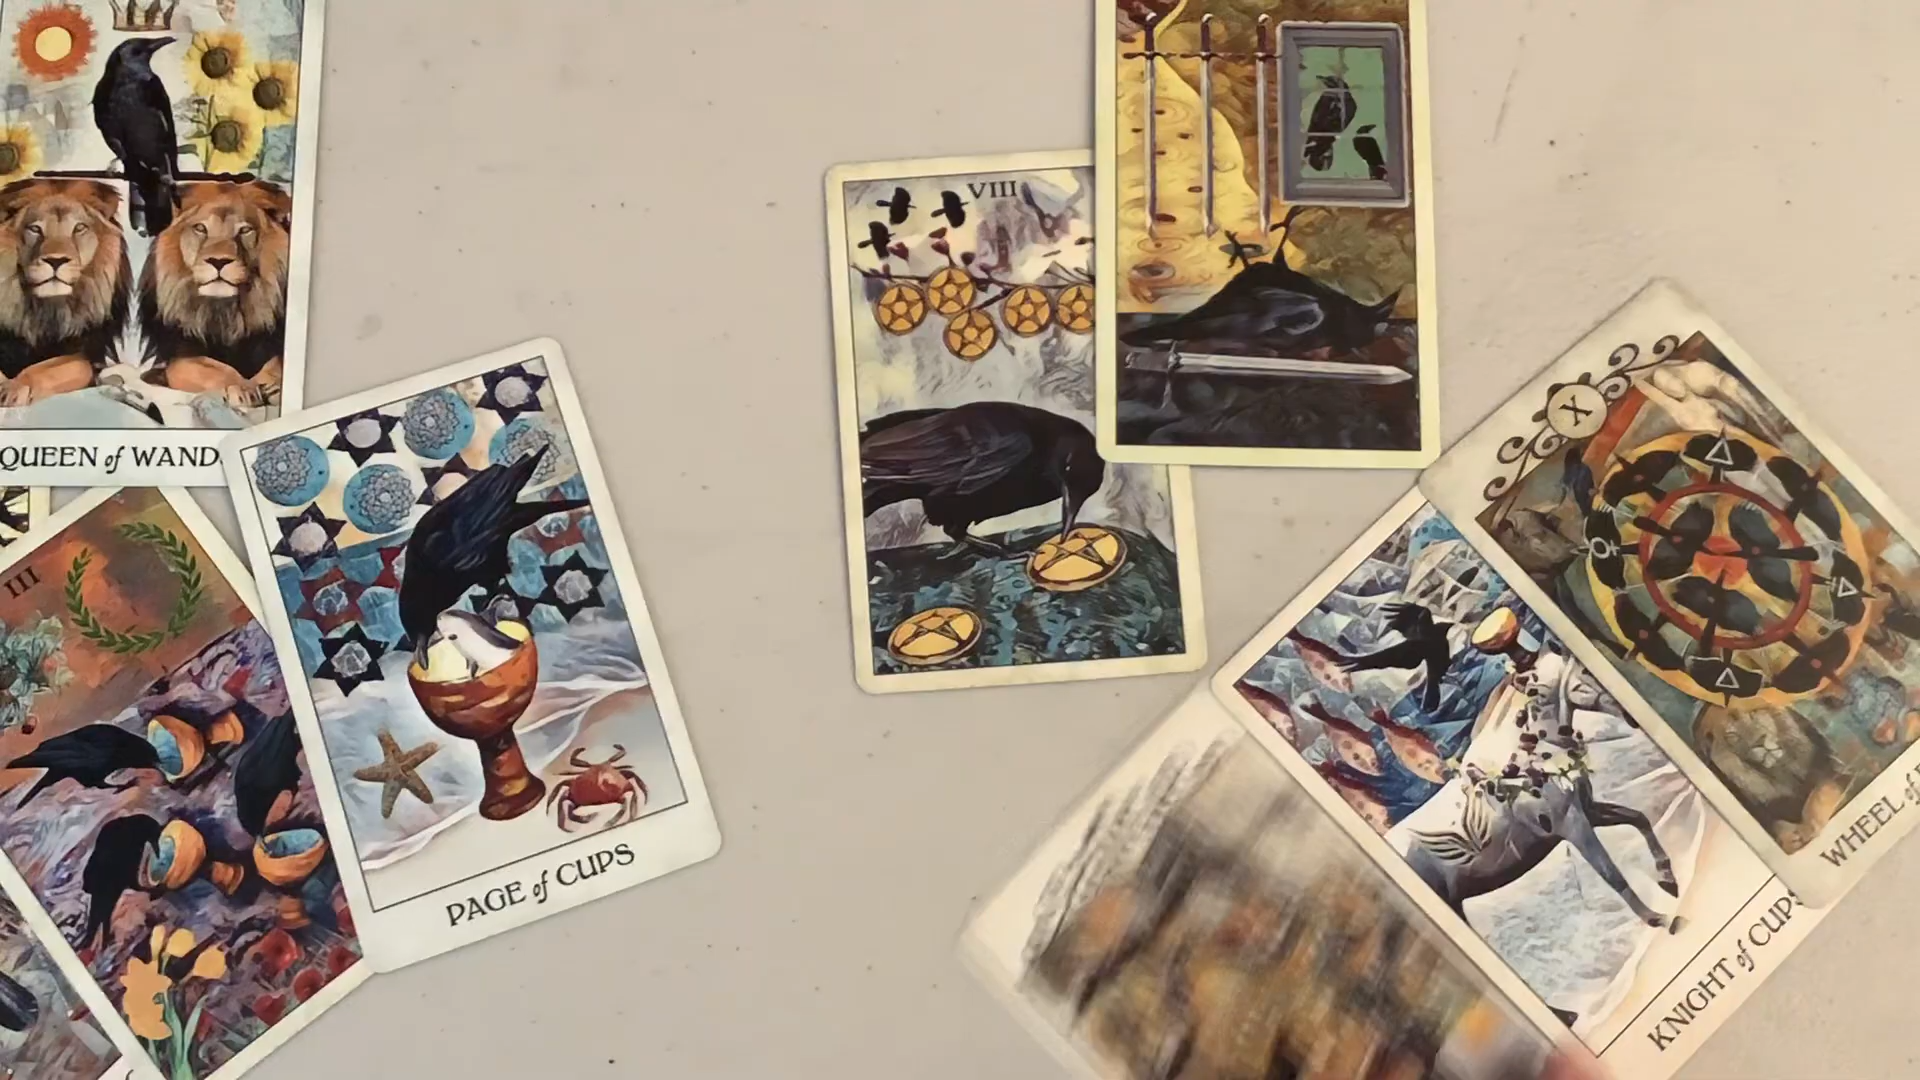 VIII
X
QUEEN of WAND
III
PAGE of CUPS
WHEEL of
KNIGHT of CUPS